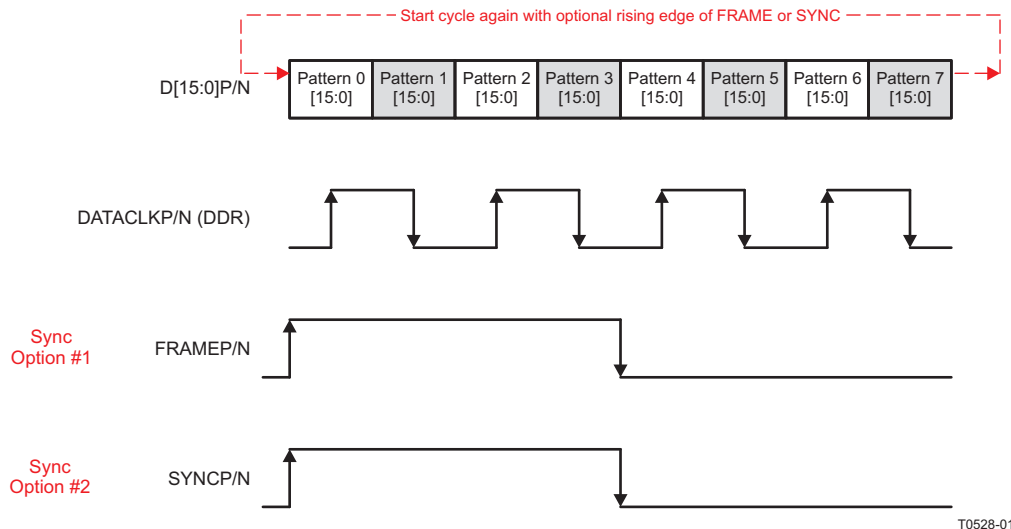 Start cycle again with optional rising edge of FRAME or SYNC
D[15:0]P/N
Pattern 0
[15:0]
Pattern 1
[15:0]
Pattern 2
[15:0]
Pattern 3
[15:0]
Pattern 4
[15:0]
Pattern 5
[15:0]
Pattern 6
[15:0]
Pattern 7
[15:0]
DATACLKP/N (DDR)
Sync
Option #1
FRAMEP/N
Sync
Option #2
SYNCP/N
T0528-01